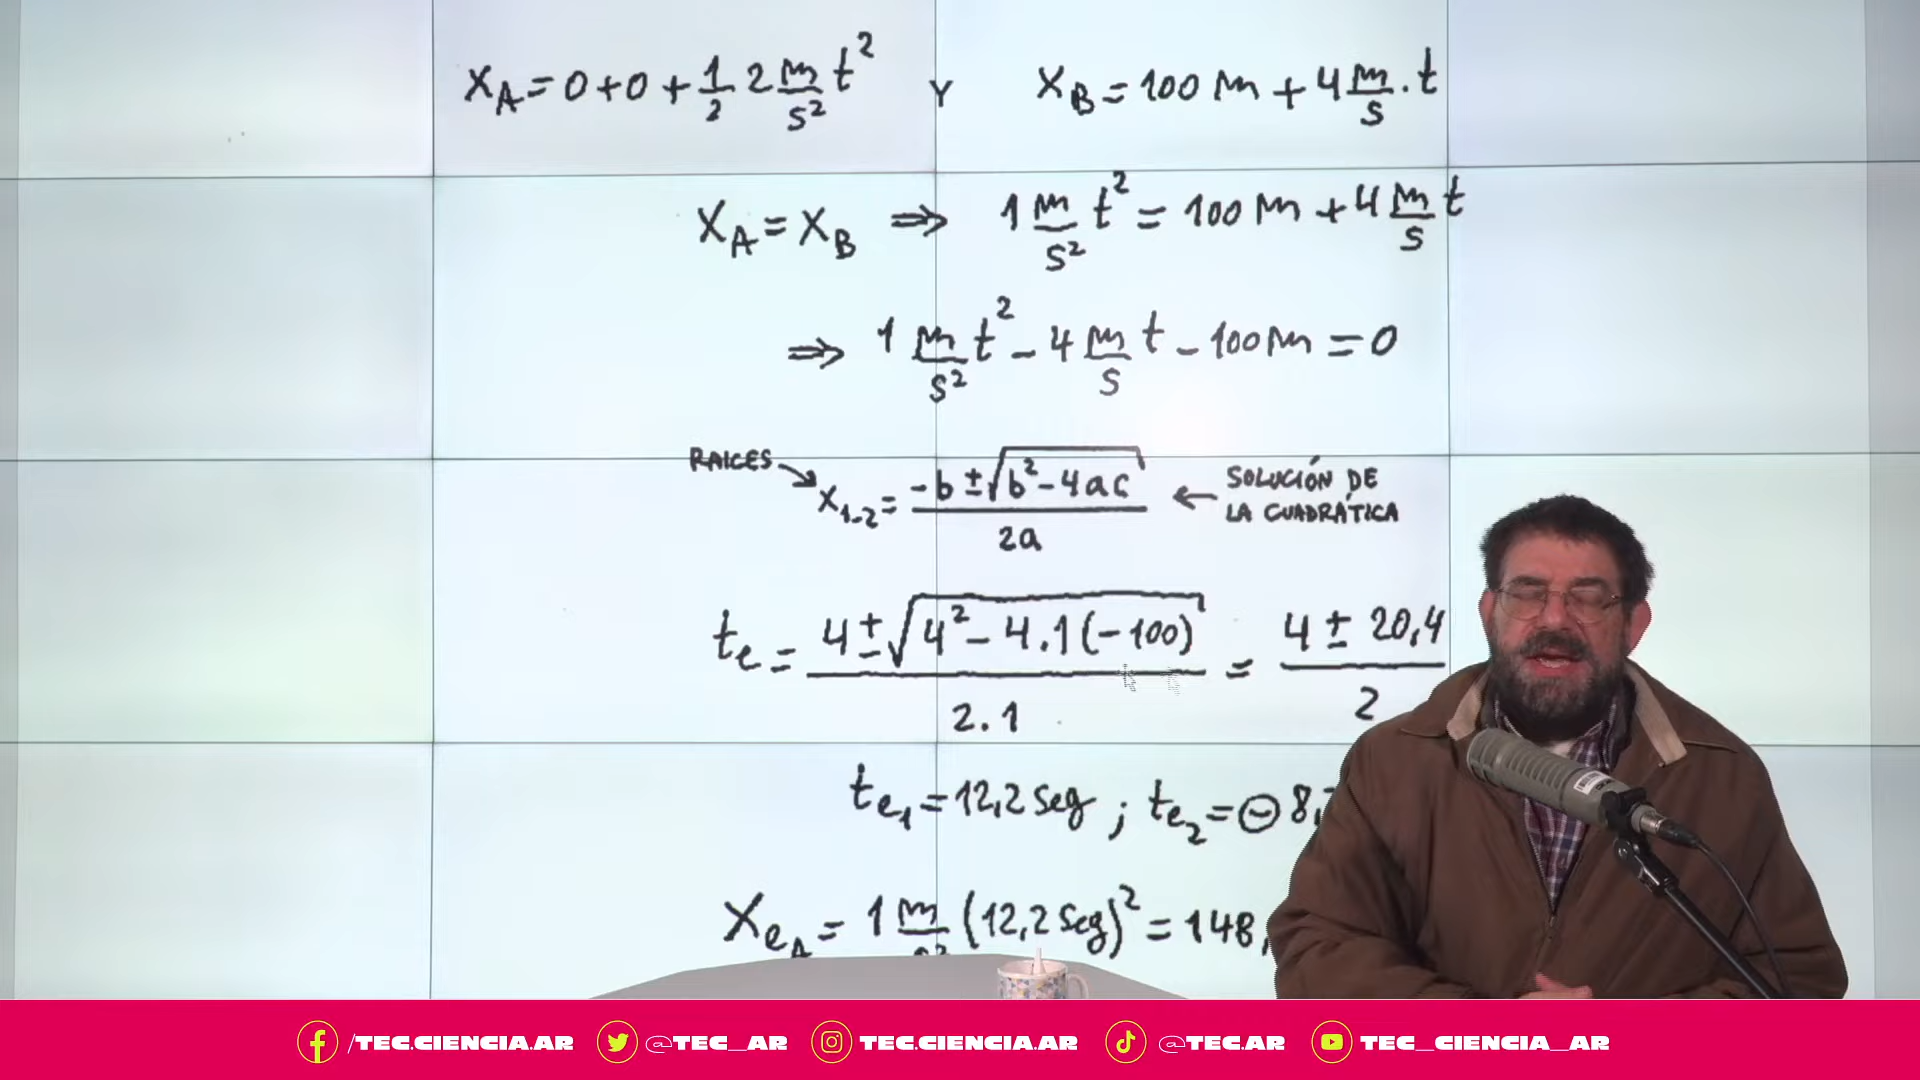 x_A = 0 + 0 + 1/2 2 m/s² t² Y x_B = 100 m + 4 m/s . t
x_A = x_B ⇒ 1 m/s² t² = 100 m + 4 m/s t
⇒ 1 m/s² t² - 4 m/s t - 100 m = 0
RAICES → x_1-2 = (-b ± √(b² - 4ac)) / 2a ← SOLUCIÓN DE
LA CUADRÁTICA
t_e = (4 ± √(4² - 4.1(-100))) / 2.1 = (4 ± 20,4) / 2
t_e1 = 12,2 Seg ; t_e2 = ⊖ 8,
X_eA = 1 m/s² (12,2 Seg)² = 148,
/TEC.CIENCIA.AR @TEC_AR TEC.CIENCIA.AR @TEC.AR TEC_CIENCIA_AR